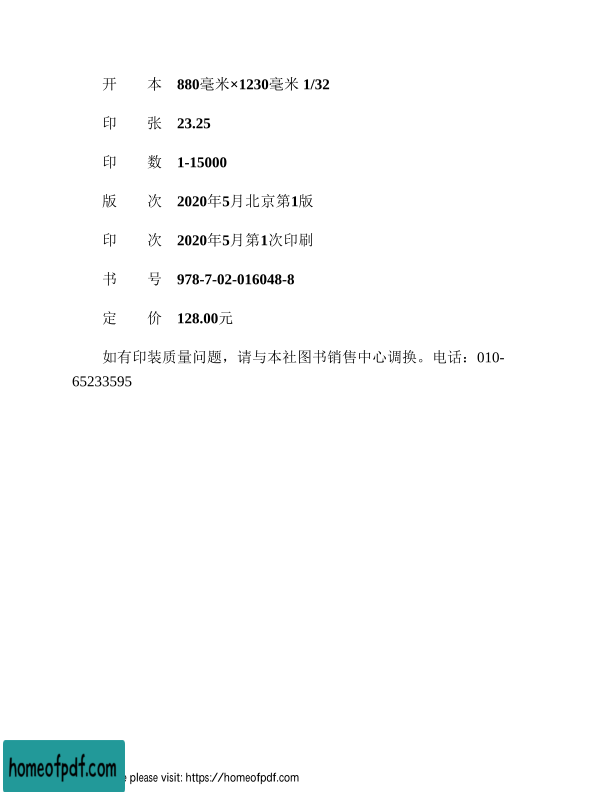 开　　本　880毫米×1230毫米 1/32
印　　张　23.25
印　　数　1-15000
版　　次　2020年5月北京第1版
印　　次　2020年5月第1次印刷
书　　号　978-7-02-016048-8
定　　价　128.00元
如有印装质量问题，请与本社图书销售中心调换。电话：010-
65233595
homeofpdf.com
please visit: https://homeofpdf.com